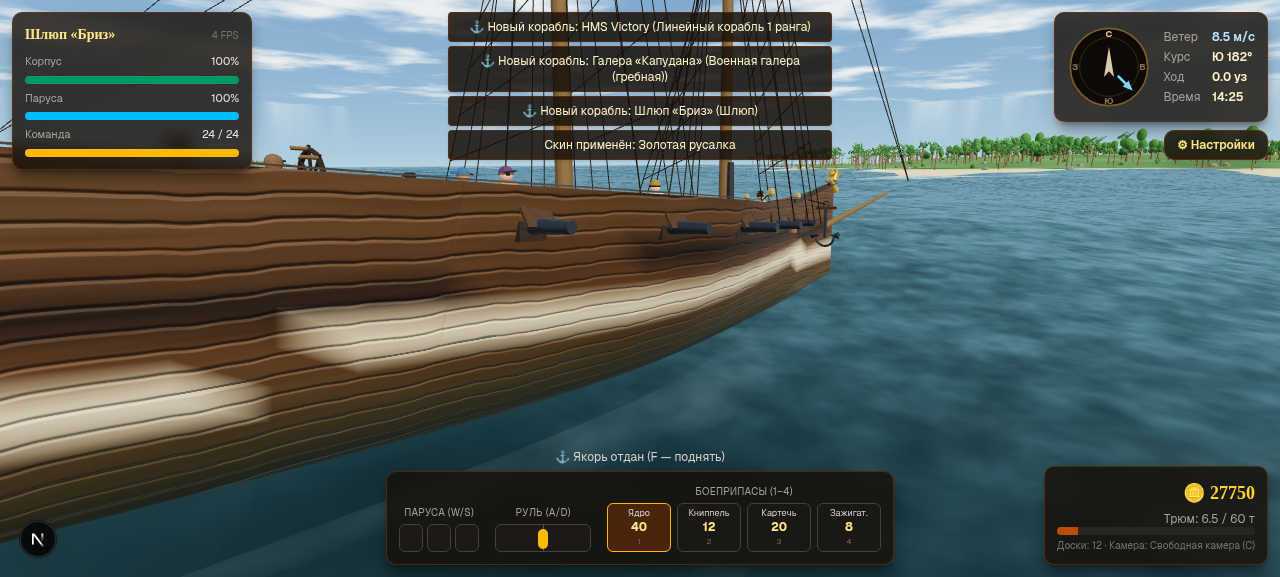 Шлюп «Бриз»
4 FPS
Корпус 100%
Паруса 100%
Команда 24 / 24
⚓ Новый корабль: HMS Victory (Линейный корабль 1 ранга)
⚓ Новый корабль: Галера «Капудана» (Военная галера
(гребная))
⚓ Новый корабль: Шлюп «Бриз» (Шлюп)
Скин применён: Золотая русалка
С
З
В
Ю
Ветер 8.5 м/с
Курс Ю 182°
Ход 0.0 уз
Время 14:25
⚙ Настройки
⚓ Якорь отдан (F — поднять)
ПАРУСА (W/S)
РУЛЬ (A/D)
БОЕПРИПАСЫ (1–4)
Ядро
40
1
Книппель
12
2
Картечь
20
3
Зажигат.
8
4
27750
Трюм: 6.5 / 60 т
Доски: 12 · Камера: Свободная камера (C)
N